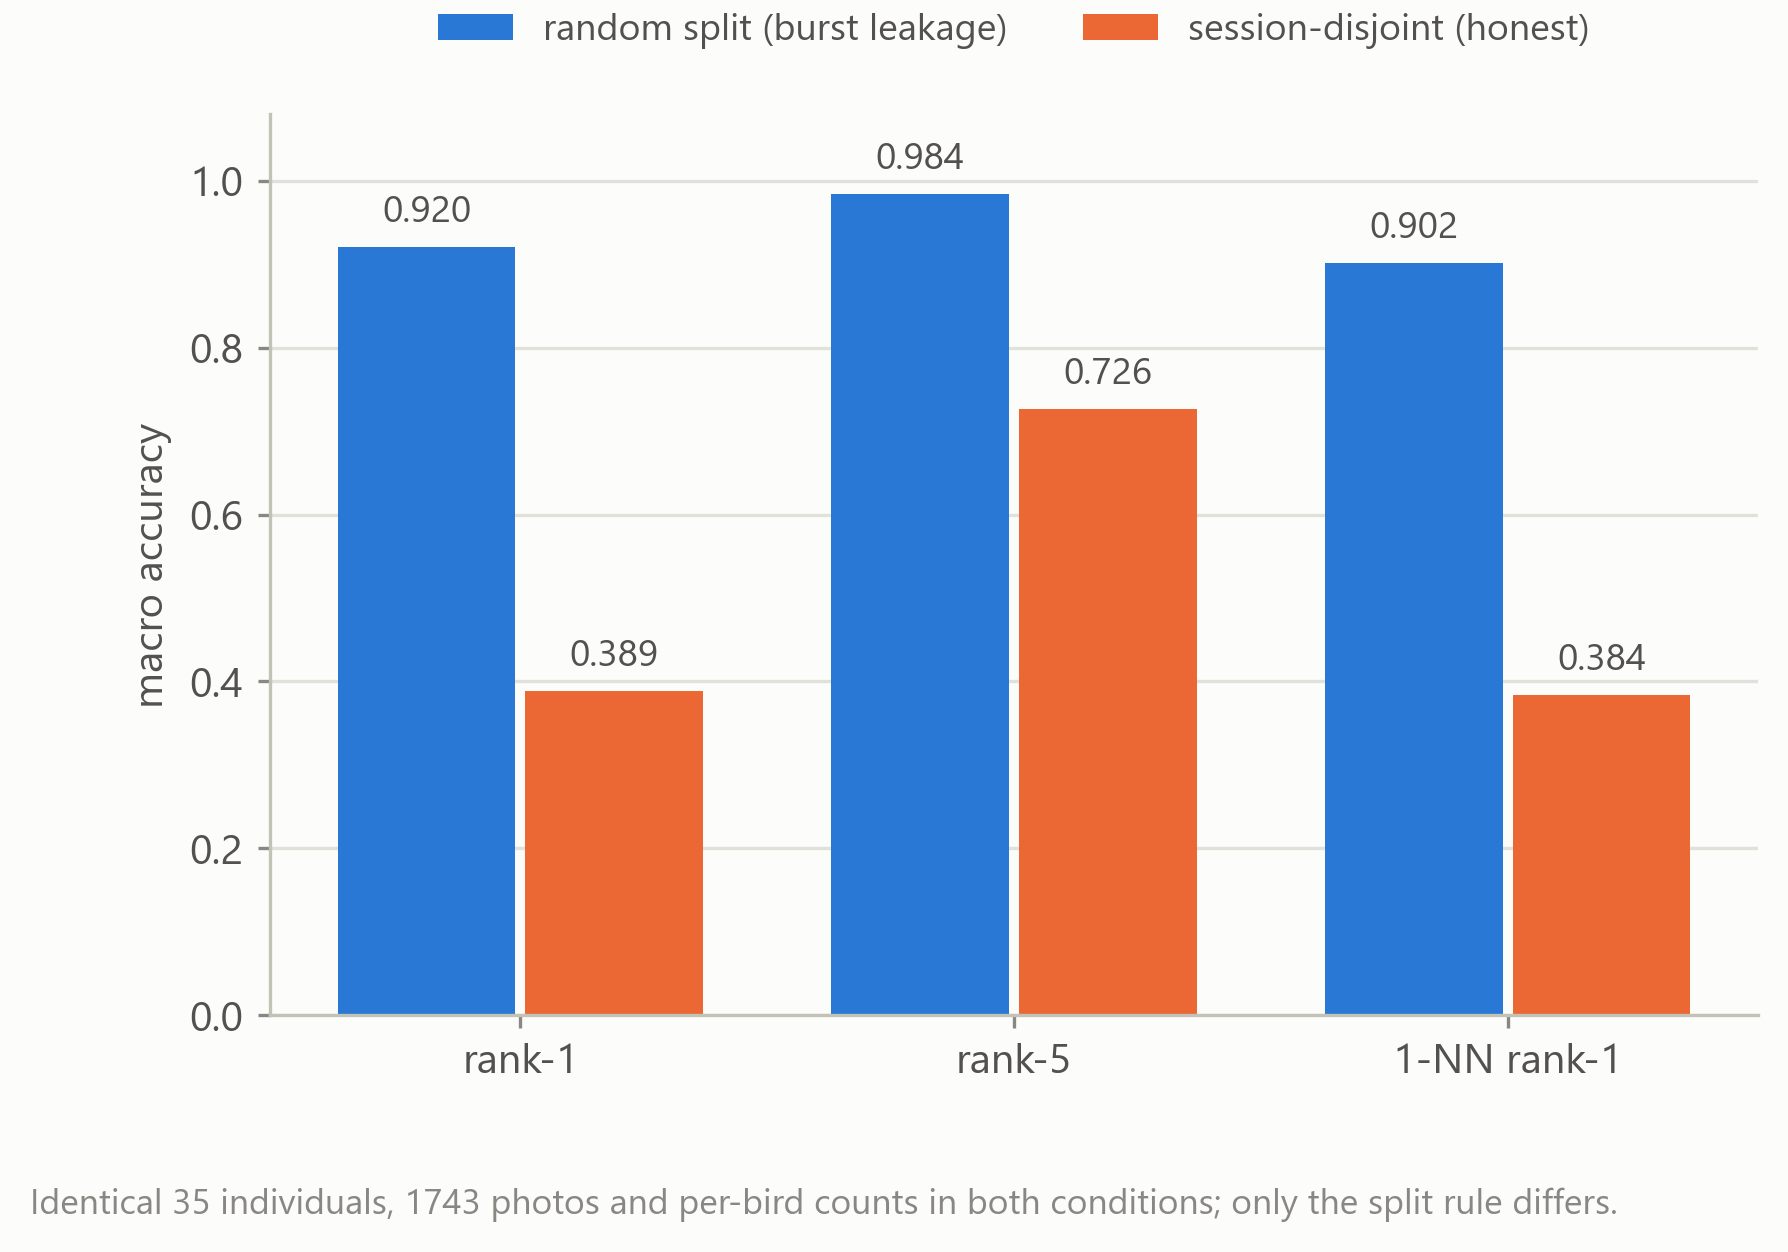 random split (burst leakage)
session-disjoint (honest)
macro accuracy
1.0
0.8
0.6
0.4
0.2
0.0
0.920
0.389
0.984
0.726
0.902
0.384
rank-1
rank-5
1-NN rank-1
Identical 35 individuals, 1743 photos and per-bird counts in both conditions; only the split rule differs.